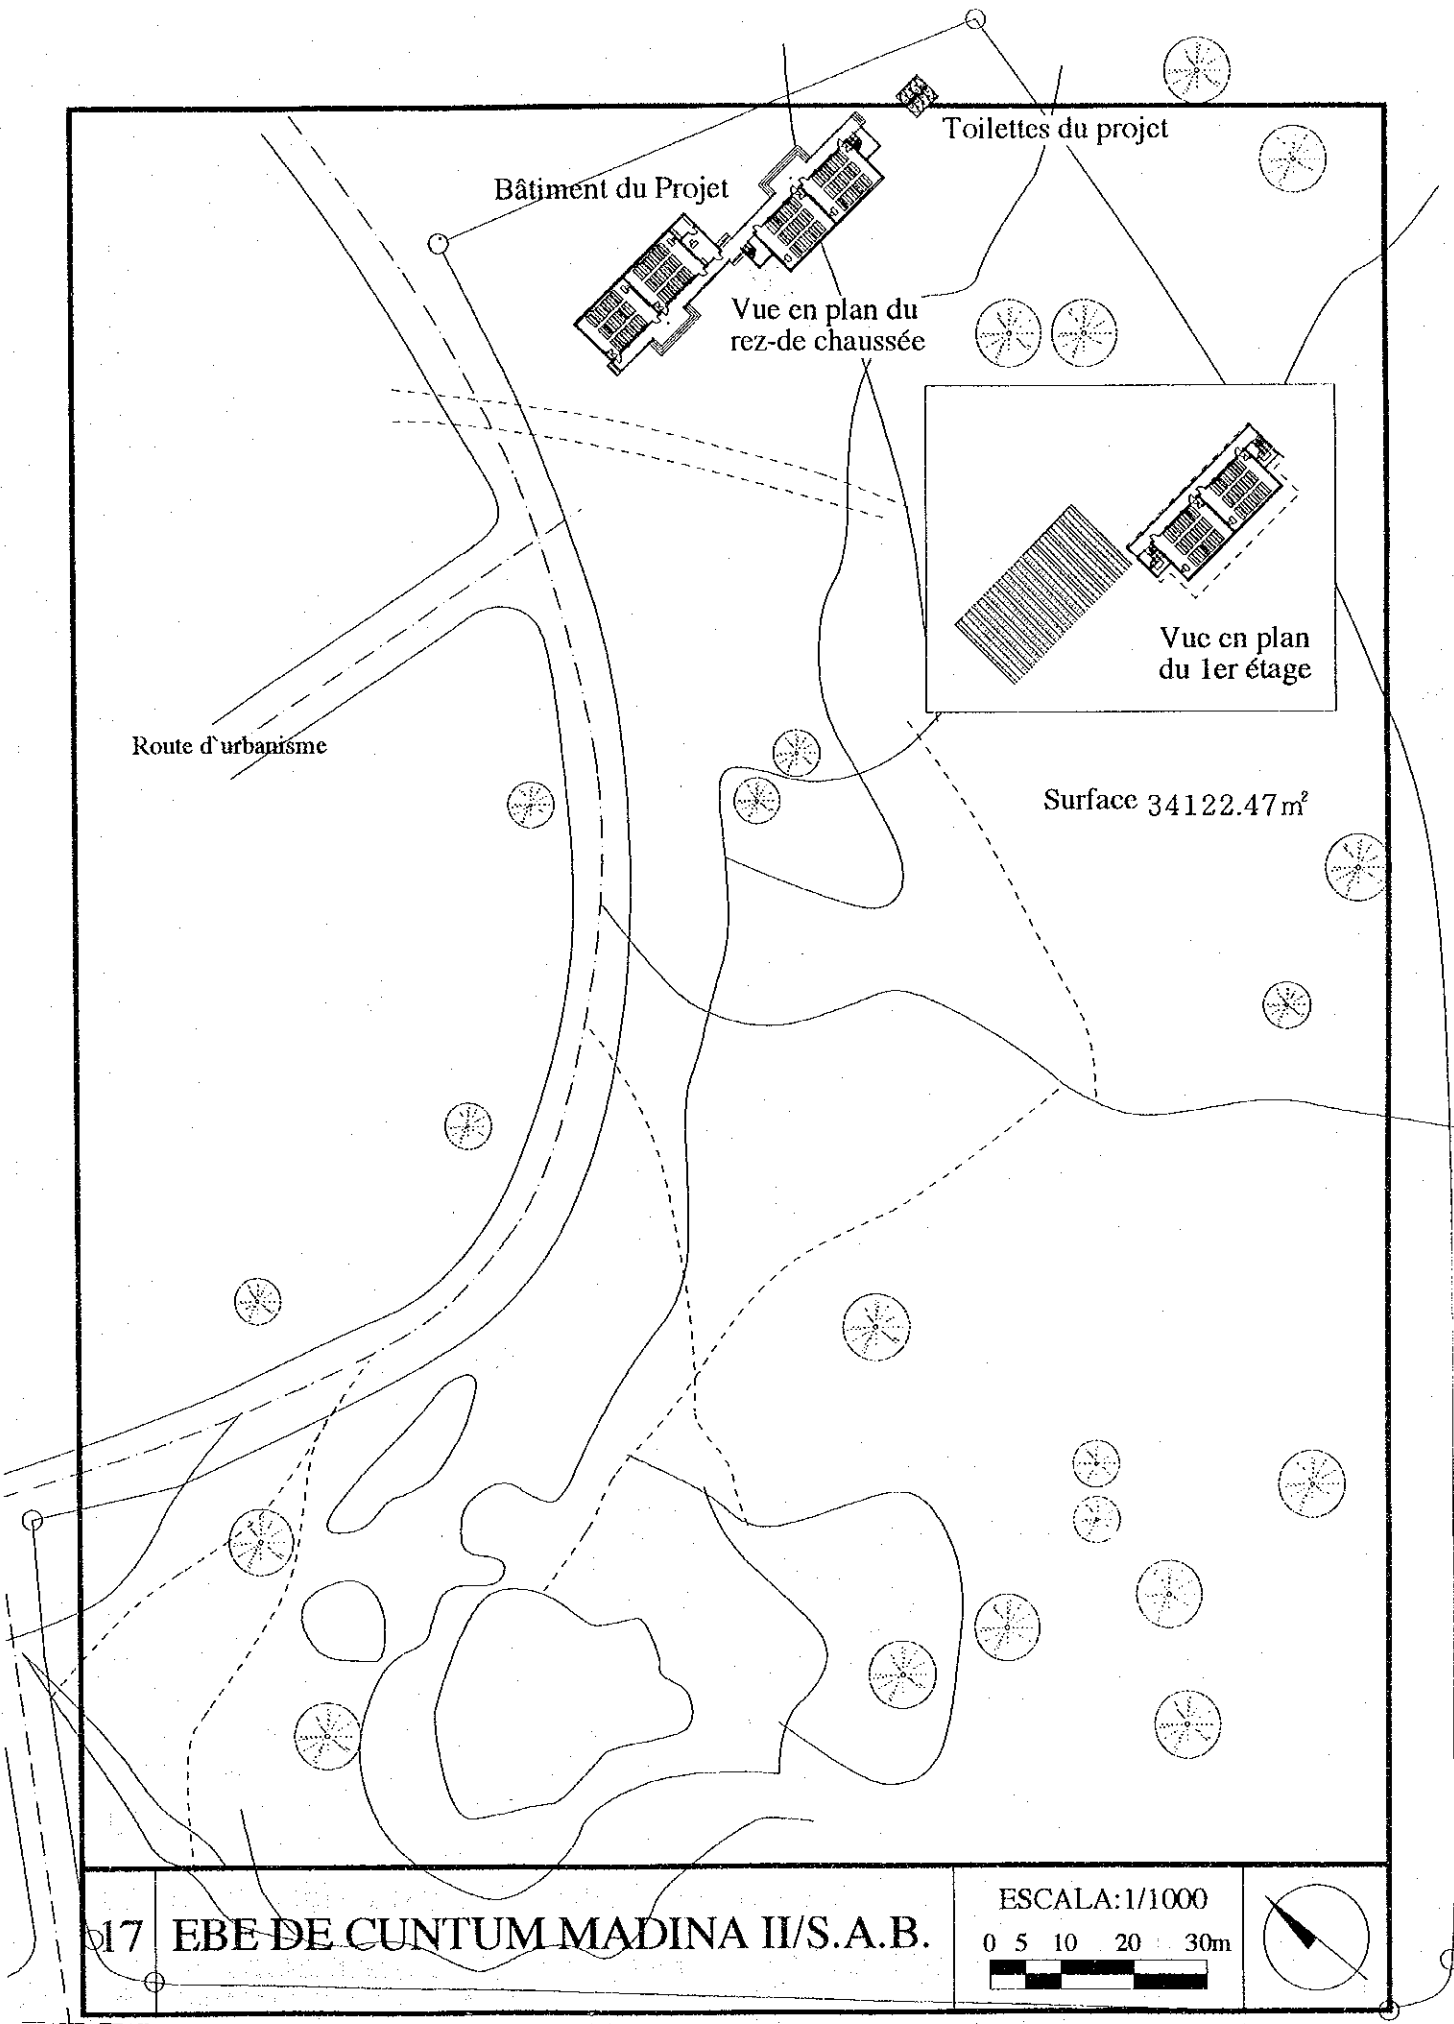 Toilettes du projet
Bâtiment du Projet
Vue en plan du
rez-de chaussée
Vue en plan
du 1er étage
Route d`urbanisme
Surface 34122.47m²
17
EBE DE CUNTUM MADINA II/S.A.B.
ESCALA:1/1000
0 5 10 20 30m